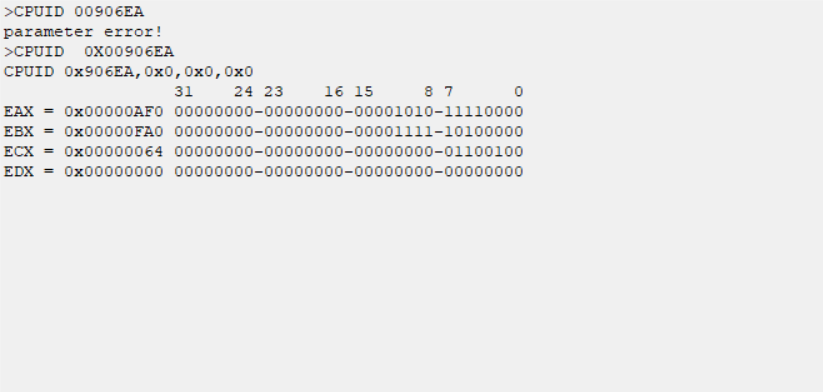 >CPUID 00906EA
parameter error!
>CPUID  0X00906EA
CPUID 0x906EA,0x0,0x0,0x0
31    24 23    16 15     8 7      0
EAX = 0x00000AF0 00000000-00000000-00001010-11110000
EBX = 0x00000FA0 00000000-00000000-00001111-10100000
ECX = 0x00000064 00000000-00000000-00000000-01100100
EDX = 0x00000000 00000000-00000000-00000000-00000000